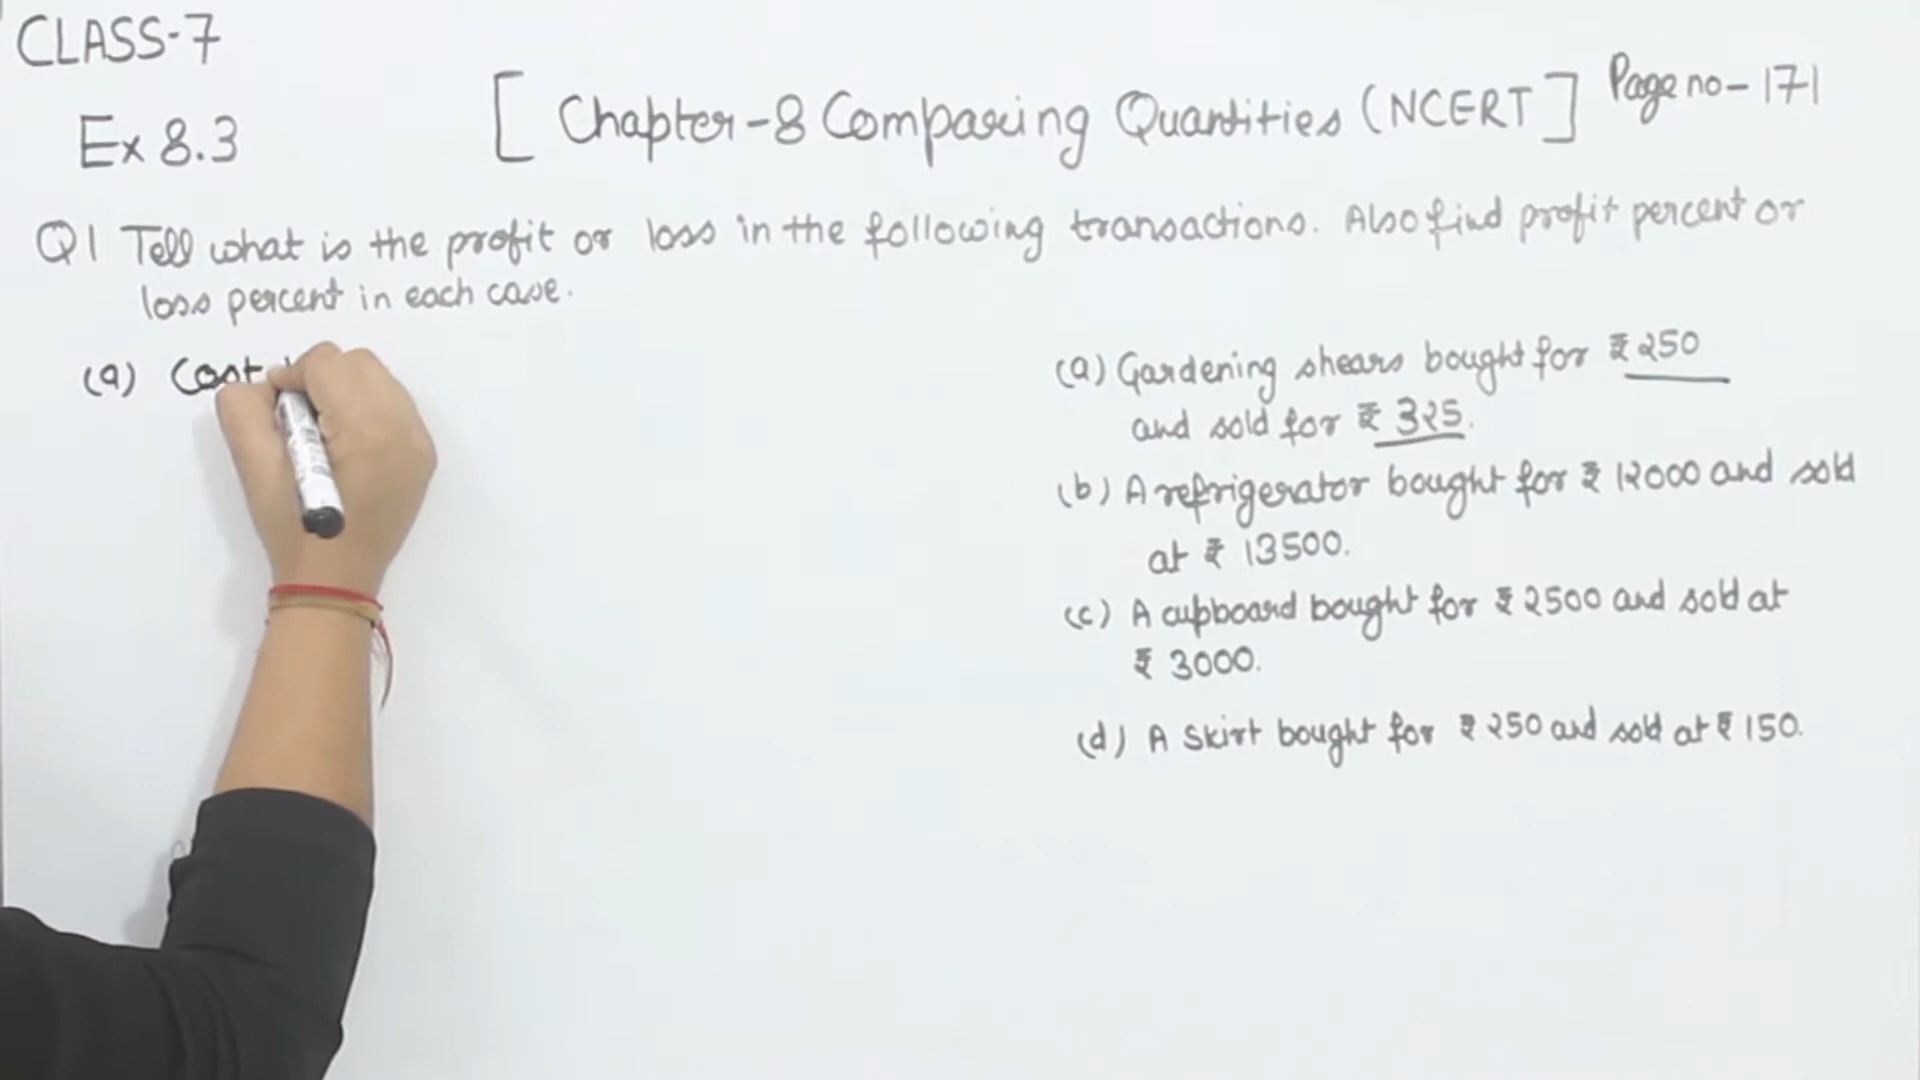 CLASS-7
Ex 8.3
[ Chapter-8 Comparing Quantities (NCERT ] Page no- 171
Q1 Tell what is the profit or loss in the following transactions. Also find profit percent or
loss percent in each case.
(a) Cost
(a) Gardening shears bought for ₹ 250
and sold for ₹ 325.
(b) A refrigerator bought for ₹ 12000 and sold
at ₹ 13500.
(c) A cupboard bought for ₹ 2500 and sold at
₹ 3000.
(d) A Skirt bought for ₹ 250 and sold at ₹ 150.